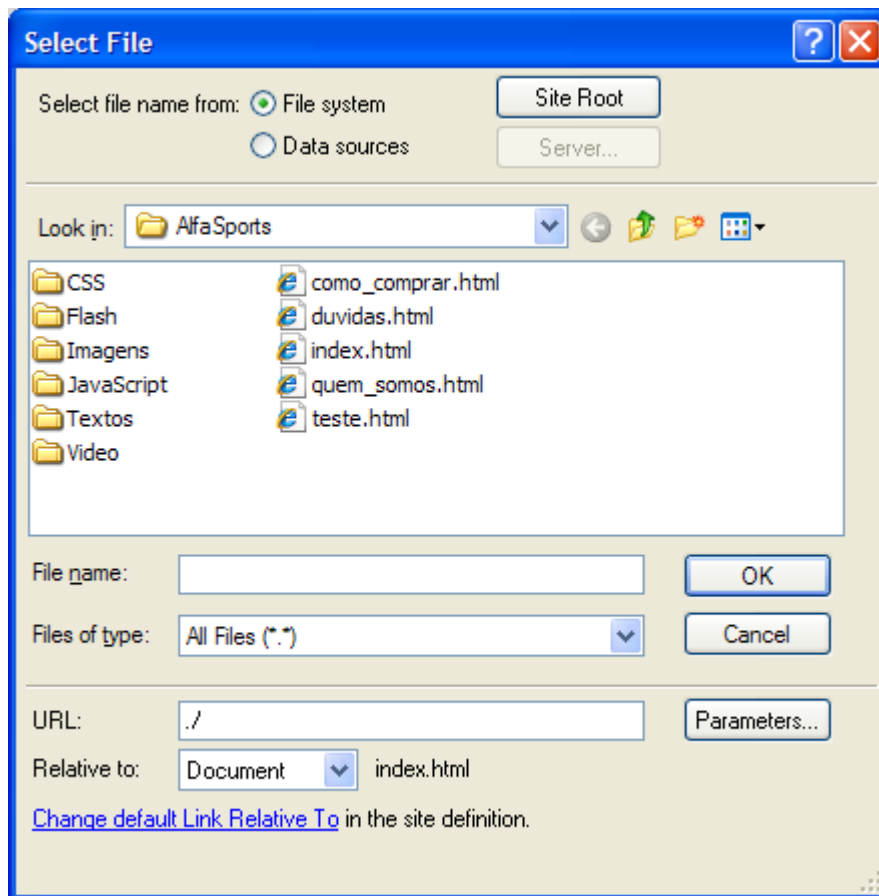 Select File
Select file name from: File system Site Root
Data sources Server...
Look in: AlfaSports
CSS como_comprar.html
Flash duvidas.html
Imagens index.html
JavaScript quem_somos.html
Textos teste.html
Video
File name: OK
Files of type: All Files (*.*) Cancel
URL: ./ Parameters...
Relative to: Document index.html
Change default Link Relative To in the site definition.